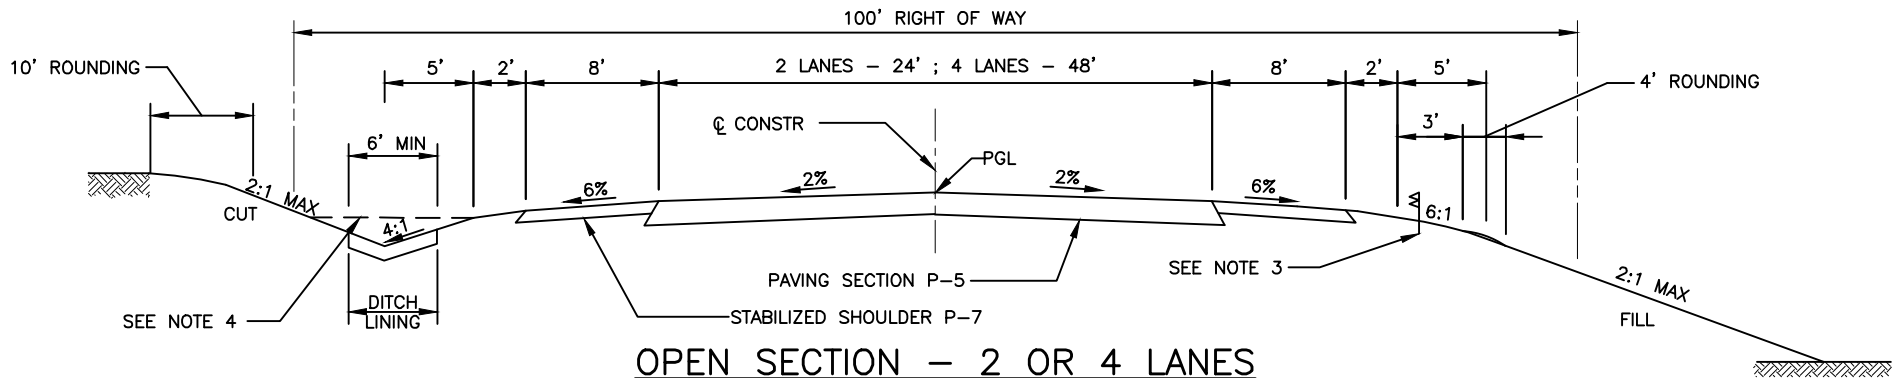 100' RIGHT OF WAY
10' ROUNDING
5'
2'
8'
2 LANES - 24' ; 4 LANES - 48'
8'
2'
5'
4' ROUNDING
℄ CONSTR
3'
6' MIN
PGL
2:1 MAX
CUT
4:1
6%
2%
2%
6%
6:1
SEE NOTE 3
PAVING SECTION P-5
2:1 MAX
FILL
DITCH
LINING
SEE NOTE 4
STABILIZED SHOULDER P-7
OPEN SECTION - 2 OR 4 LANES